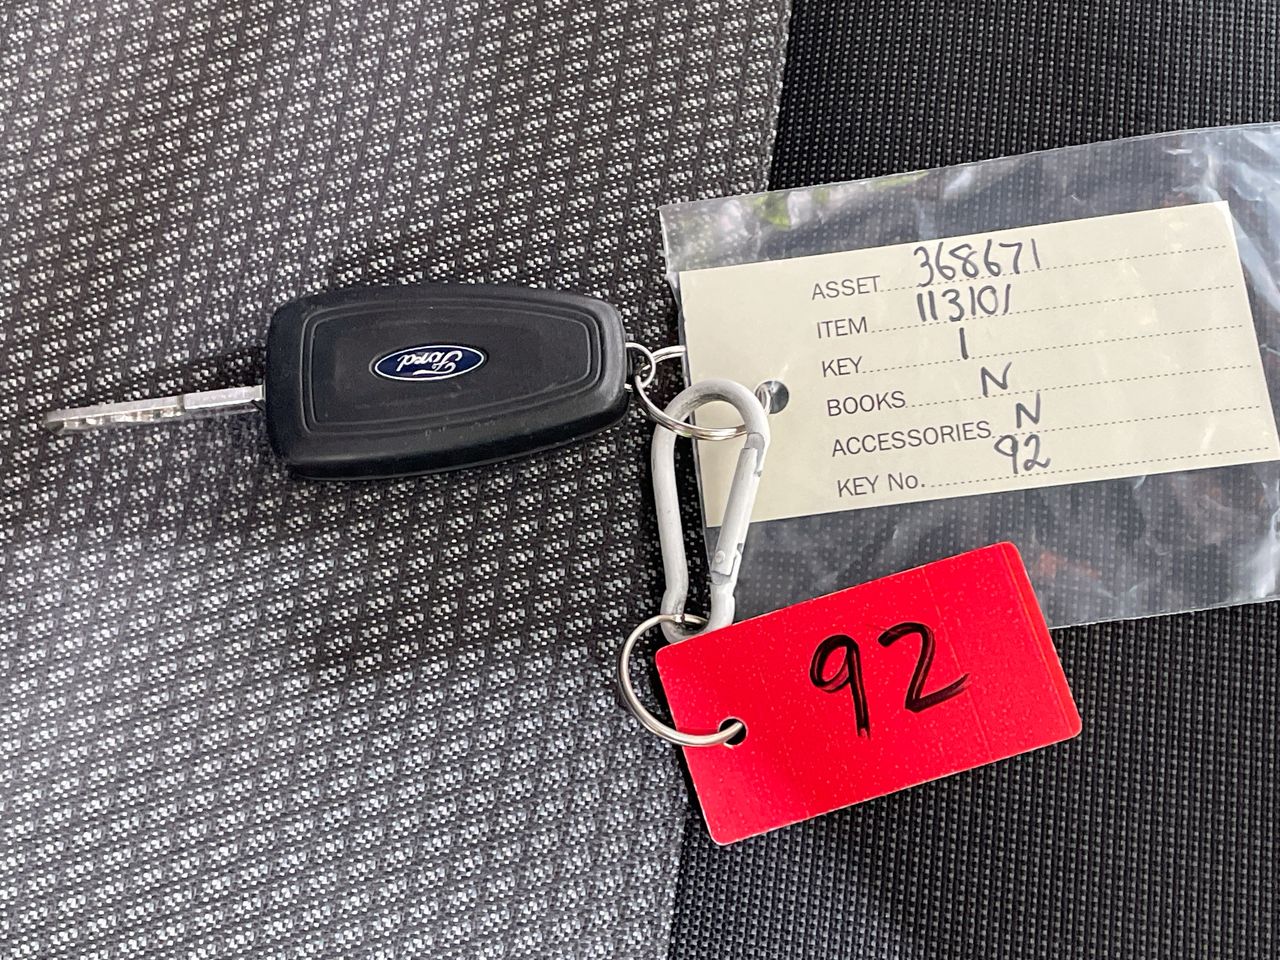 Ford
ASSET 368671
ITEM 113101
KEY 1
BOOKS N
ACCESSORIES N
KEY No. 92
92